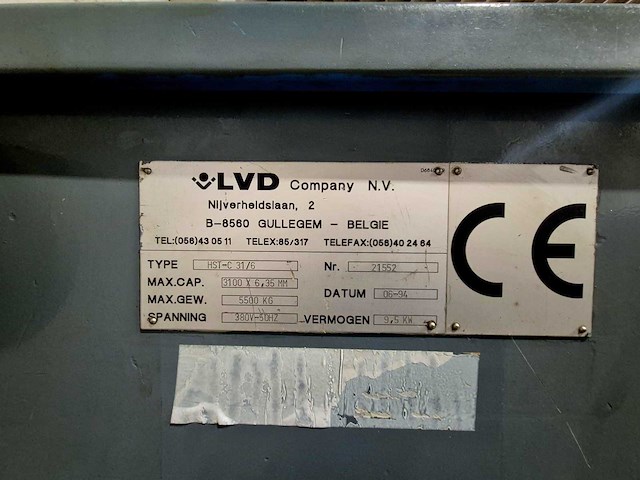 LVD Company N.V.
Nijverheidslaan, 2
B-8560 GULLEGEM - BELGIE
TEL:(056)43 05 11 TELEX:85/317 TELEFAX:(056)40 24 64
TYPE HST-C 31/6 Nr. 21552
MAX.CAP. 3100 X 6,35 MM
DATUM 06-94
MAX.GEW. 5500 KG
SPANNING 380V-50HZ VERMOGEN 9,5 KW
CE